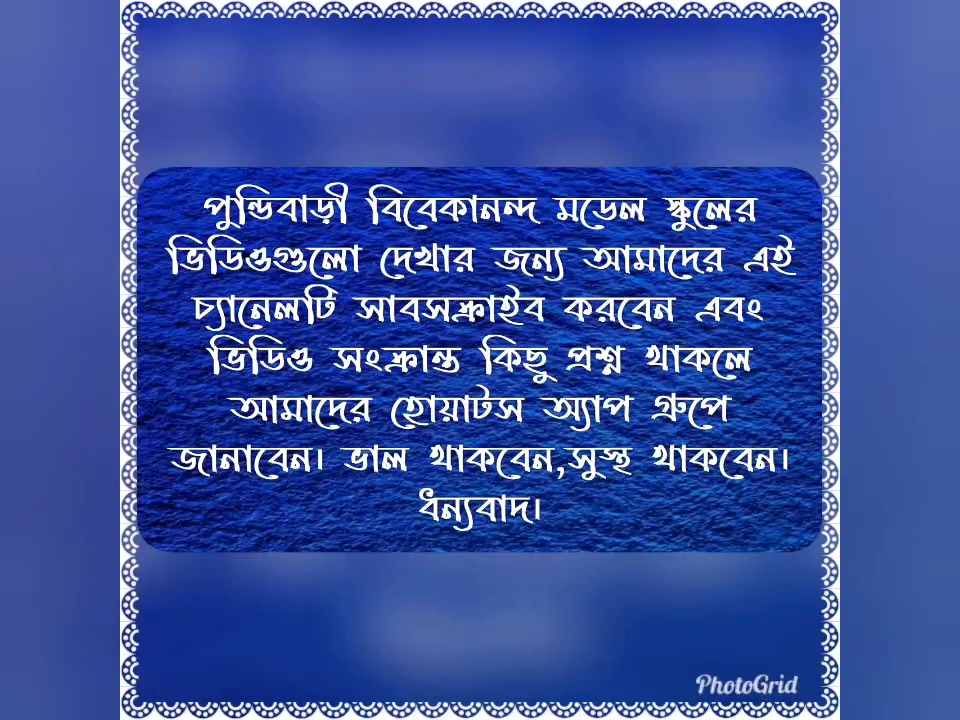 পুন্ডিবাড়ী বিবেকানন্দ মডেল স্কুলের
ভিডিওগুলো দেখার জন্য আমাদের এই
চ্যানেলটি সাবসক্রাইব করবেন এবং
ভিডিও সংক্রান্ত কিছু প্রশ্ন থাকলে
আমাদের হোয়াটস অ্যাপ গ্রুপে
জানাবেন। ভাল থাকবেন,সুস্থ থাকবেন।
ধন্যবাদ।
PhotoGrid